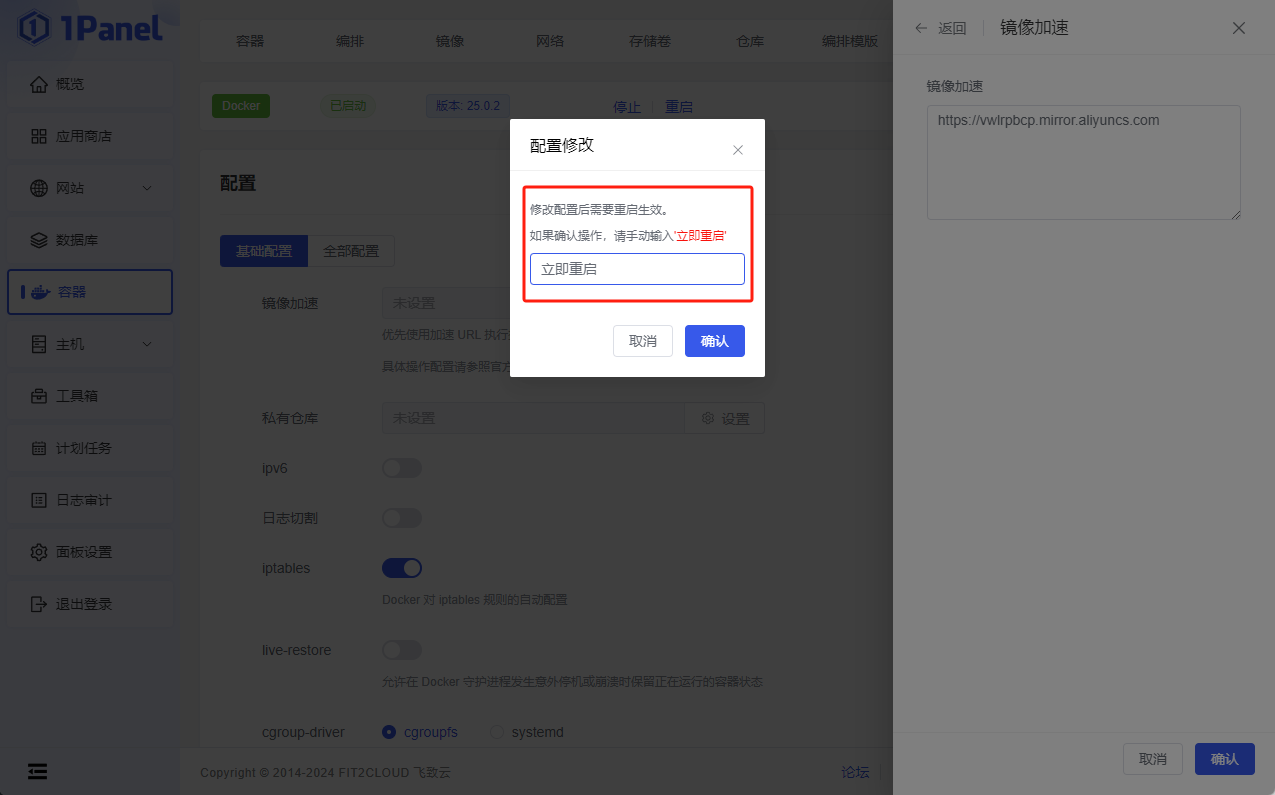 1Panel
概览
应用商店
网站
数据库
容器
主机
工具箱
计划任务
日志审计
面板设置
退出登录
容器
编排
镜像
网络
存储卷
仓库
编排模版
Docker
已启动
版本: 25.0.2
停止
重启
配置
基础配置
全部配置
镜像加速
未设置
优先使用加速 URL 执行
具体操作配置请参照官方
私有仓库
未设置
设置
ipv6
日志切割
iptables
Docker 对 iptables 规则的自动配置
live-restore
允许在 Docker 守护进程发生意外停机或崩溃时保留正在运行的容器状态
cgroup-driver
cgroupfs
systemd
Copyright © 2014-2024 FIT2CLOUD 飞致云
论坛
配置修改
修改配置后需要重启生效。
如果确认操作，请手动输入'立即重启'
立即重启
取消
确认
返回
镜像加速
镜像加速
https://vwlrpbcp.mirror.aliyuncs.com
取消
确认